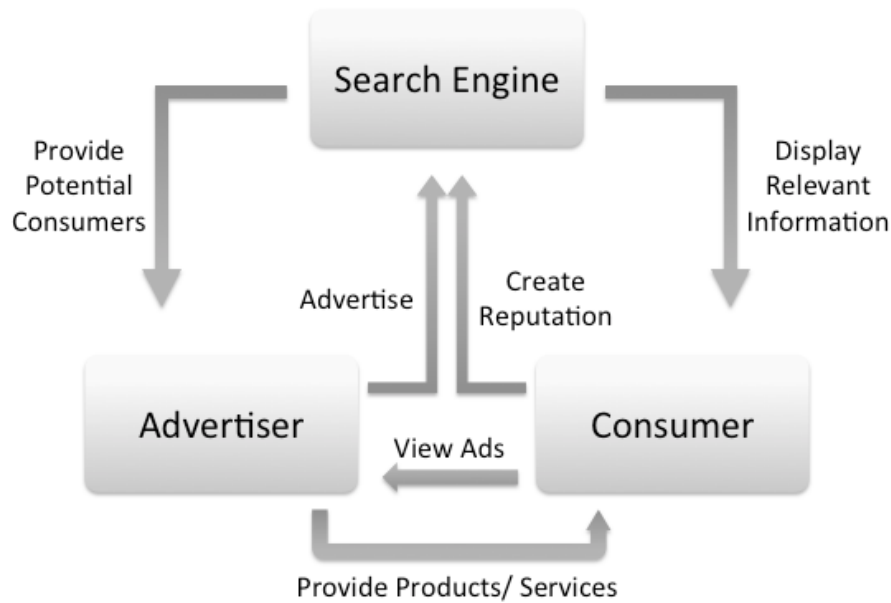 Search Engine
Provide
Potential
Consumers
Display
Relevant
Information
Advertise
Create
Reputation
Advertiser
Consumer
View Ads
Provide Products/ Services